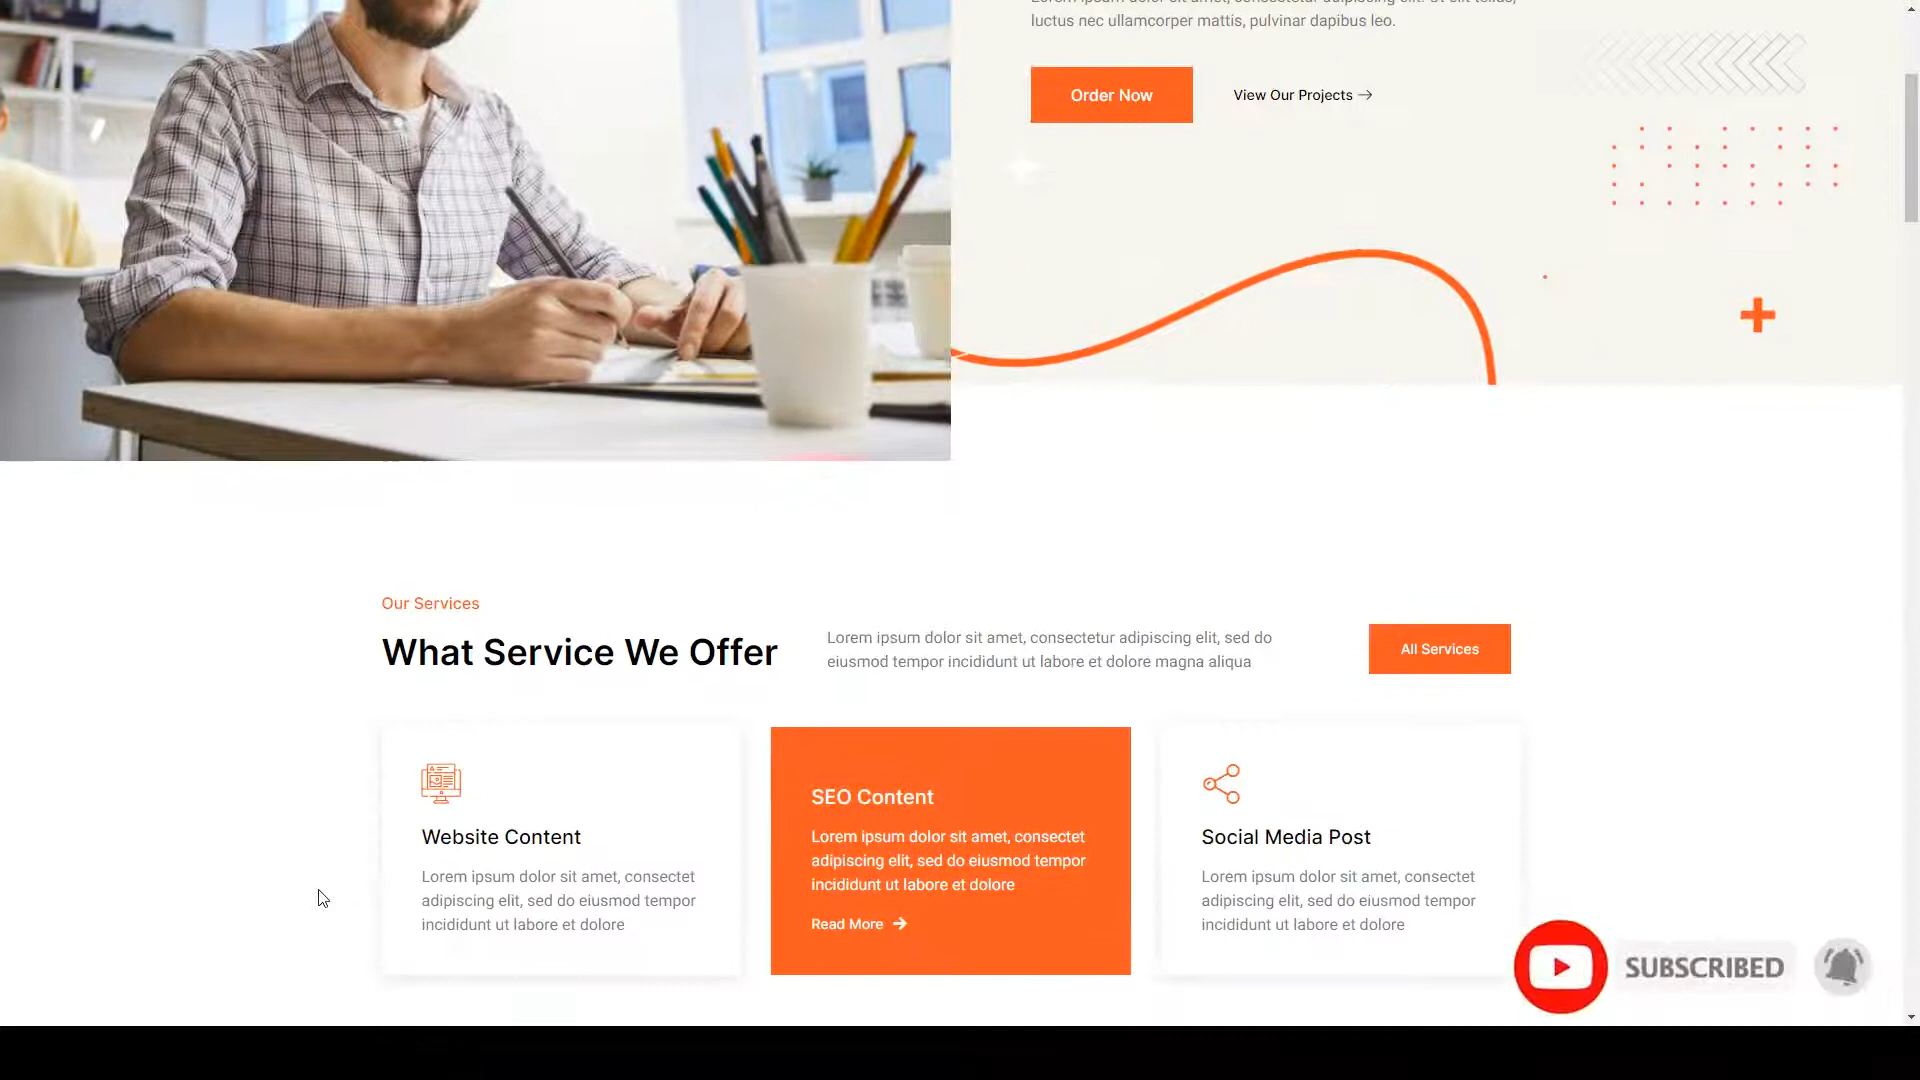 luctus nec ullamcorper mattis, pulvinar dapibus leo.
Order Now
View Our Projects
Our Services
What Service We Offer
Lorem ipsum dolor sit amet, consectetur adipiscing elit, sed do
eiusmod tempor incididunt ut labore et dolore magna aliqua
All Services
Website Content
Lorem ipsum dolor sit amet, consectet
adipiscing elit, sed do eiusmod tempor
incididunt ut labore et dolore
SEO Content
Lorem ipsum dolor sit amet, consectet
adipiscing elit, sed do eiusmod tempor
incididunt ut labore et dolore
Read More
Social Media Post
Lorem ipsum dolor sit amet, consectet
adipiscing elit, sed do eiusmod tempor
incididunt ut labore et dolore
SUBSCRIBED